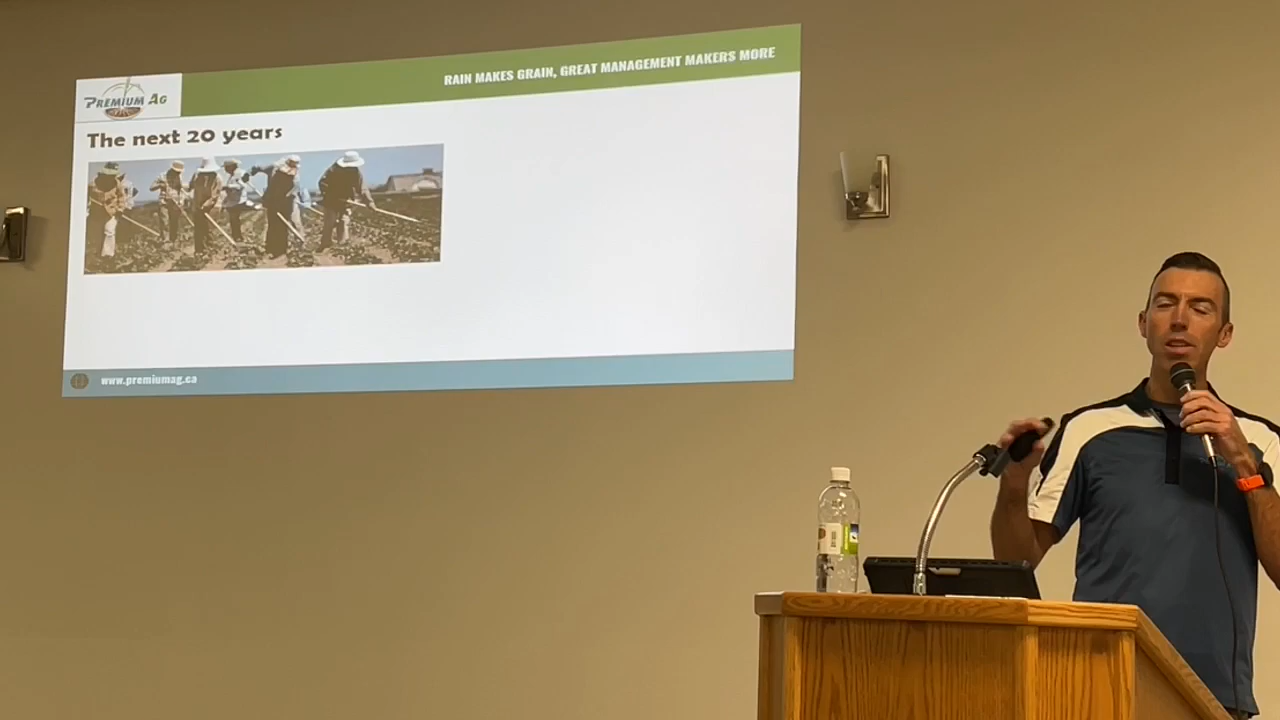 RAIN MAKES GRAIN, GREAT MANAGEMENT MAKERS MORE
PREMIUM AG
The next 20 years
www.premiumag.ca